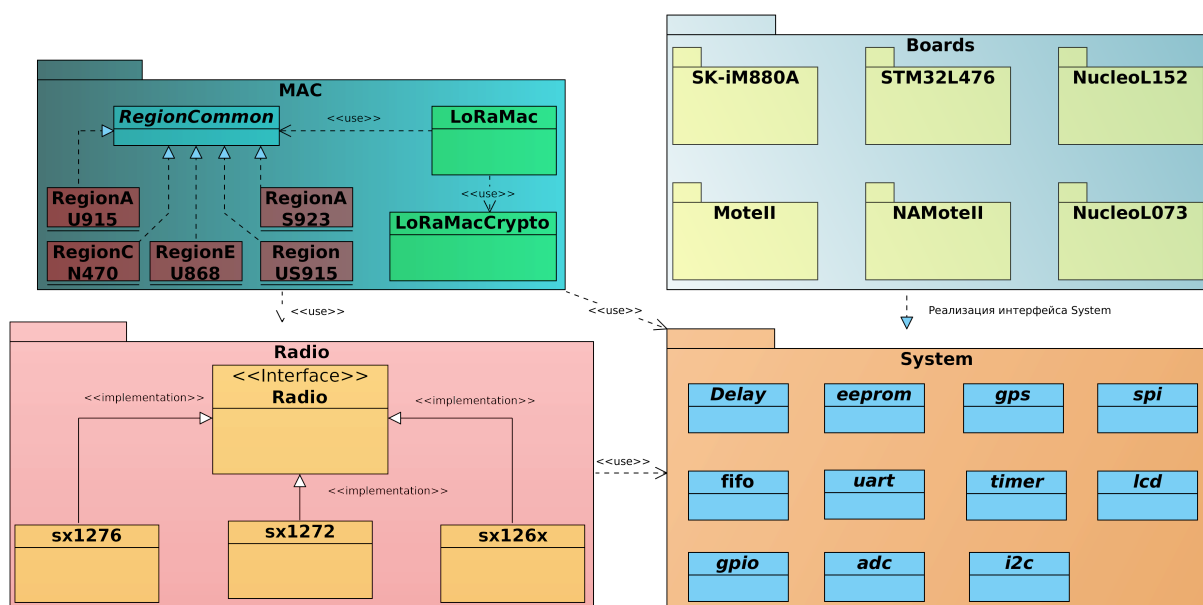 MAC
RegionCommon
<<use>>
LoRaMac
<<use>>
RegionA
U915
RegionA
S923
LoRaMacCrypto
RegionC
N470
RegionE
U868
Region
US915
Boards
SK-iM880A
STM32L476
NucleoL152
MoteII
NAMoteII
NucleoL073
<<use>>
<<use>>
Реализация интерфейса System
Radio
<<Interface>>
Radio
<<implementation>>
<<implementation>>
<<implementation>>
sx1276
sx1272
sx126x
<<use>>
System
Delay
eeprom
gps
spi
fifo
uart
timer
lcd
gpio
adc
i2c